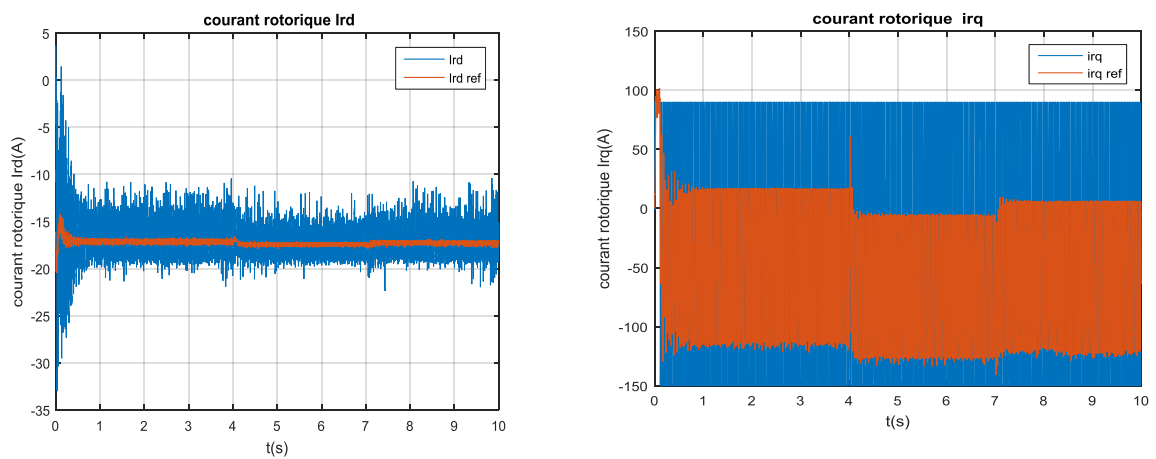 courant rotorique Ird
courant rotorique Ird(A)
5
0
-5
-10
-15
-20
-25
-30
-35
Ird
Ird ref
0 1 2 3 4 5 6 7 8 9 10
t(s)
courant rotorique irq
courant rotorique Irq(A)
150
100
50
0
-50
-100
-150
irq
irq ref
0 1 2 3 4 5 6 7 8 9 10
t(s)